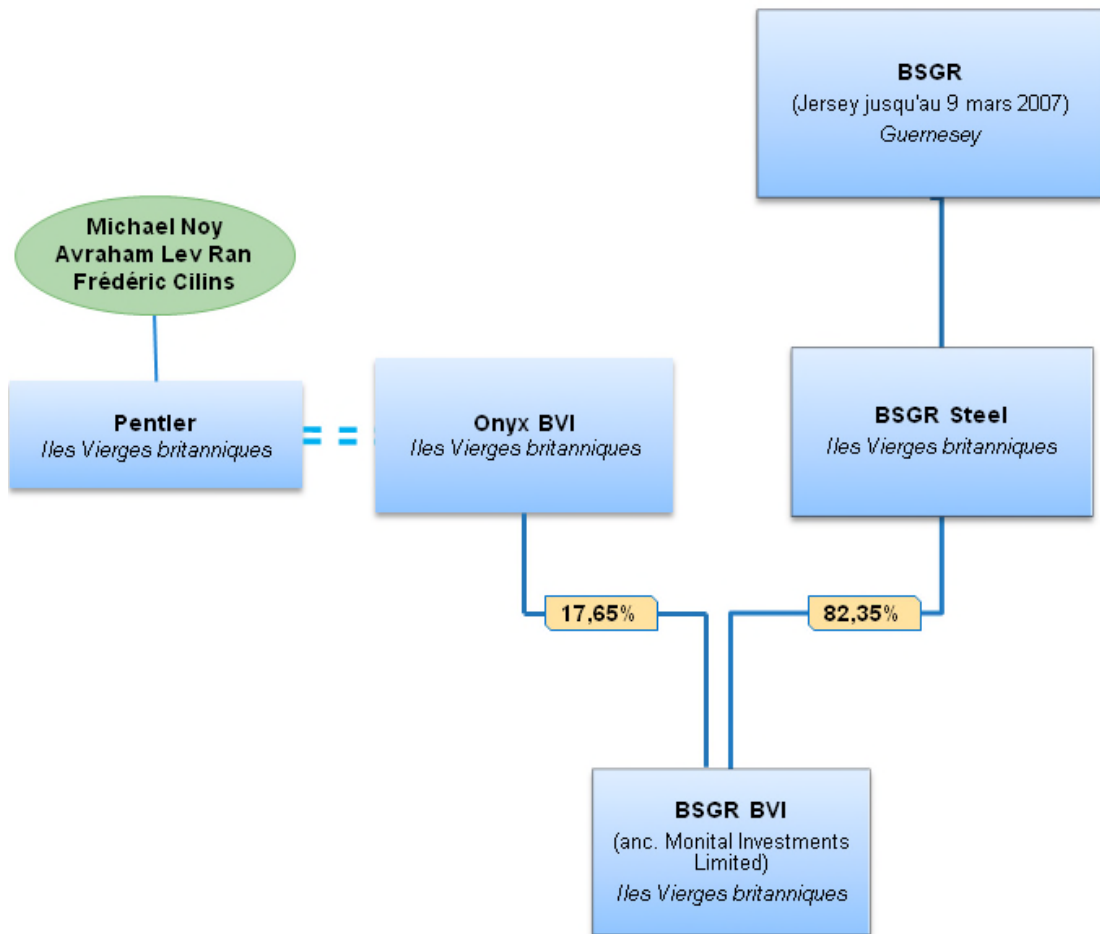 BSGR
(Jersey jusqu'au 9 mars 2007)
Guernesey
Michael Noy
Avraham Lev Ran
Frédéric Cilins
Pentler
Iles Vierges britanniques
Onyx BVI
Iles Vierges britanniques
BSGR Steel
Iles Vierges britanniques
17,65%
82,35%
BSGR BVI
(anc. Monital Investments
Limited)
Iles Vierges britanniques